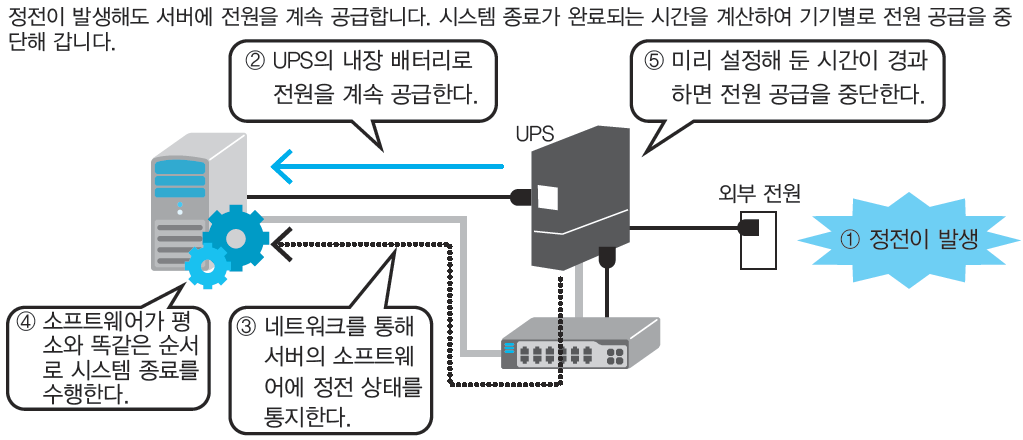 정전이 발생해도 서버에 전원을 계속 공급합니다. 시스템 종료가 완료되는 시간을 계산하여 기기별로 전원 공급을 중
단해 갑니다.
② UPS의 내장 배터리로
전원을 계속 공급한다.
⑤ 미리 설정해 둔 시간이 경과
하면 전원 공급을 중단한다.
UPS
외부 전원
① 정전이 발생
④ 소프트웨어가 평
소와 똑같은 순서
로 시스템 종료를
수행한다.
③ 네트워크를 통해
서버의 소프트웨
어에 정전 상태를
통지한다.